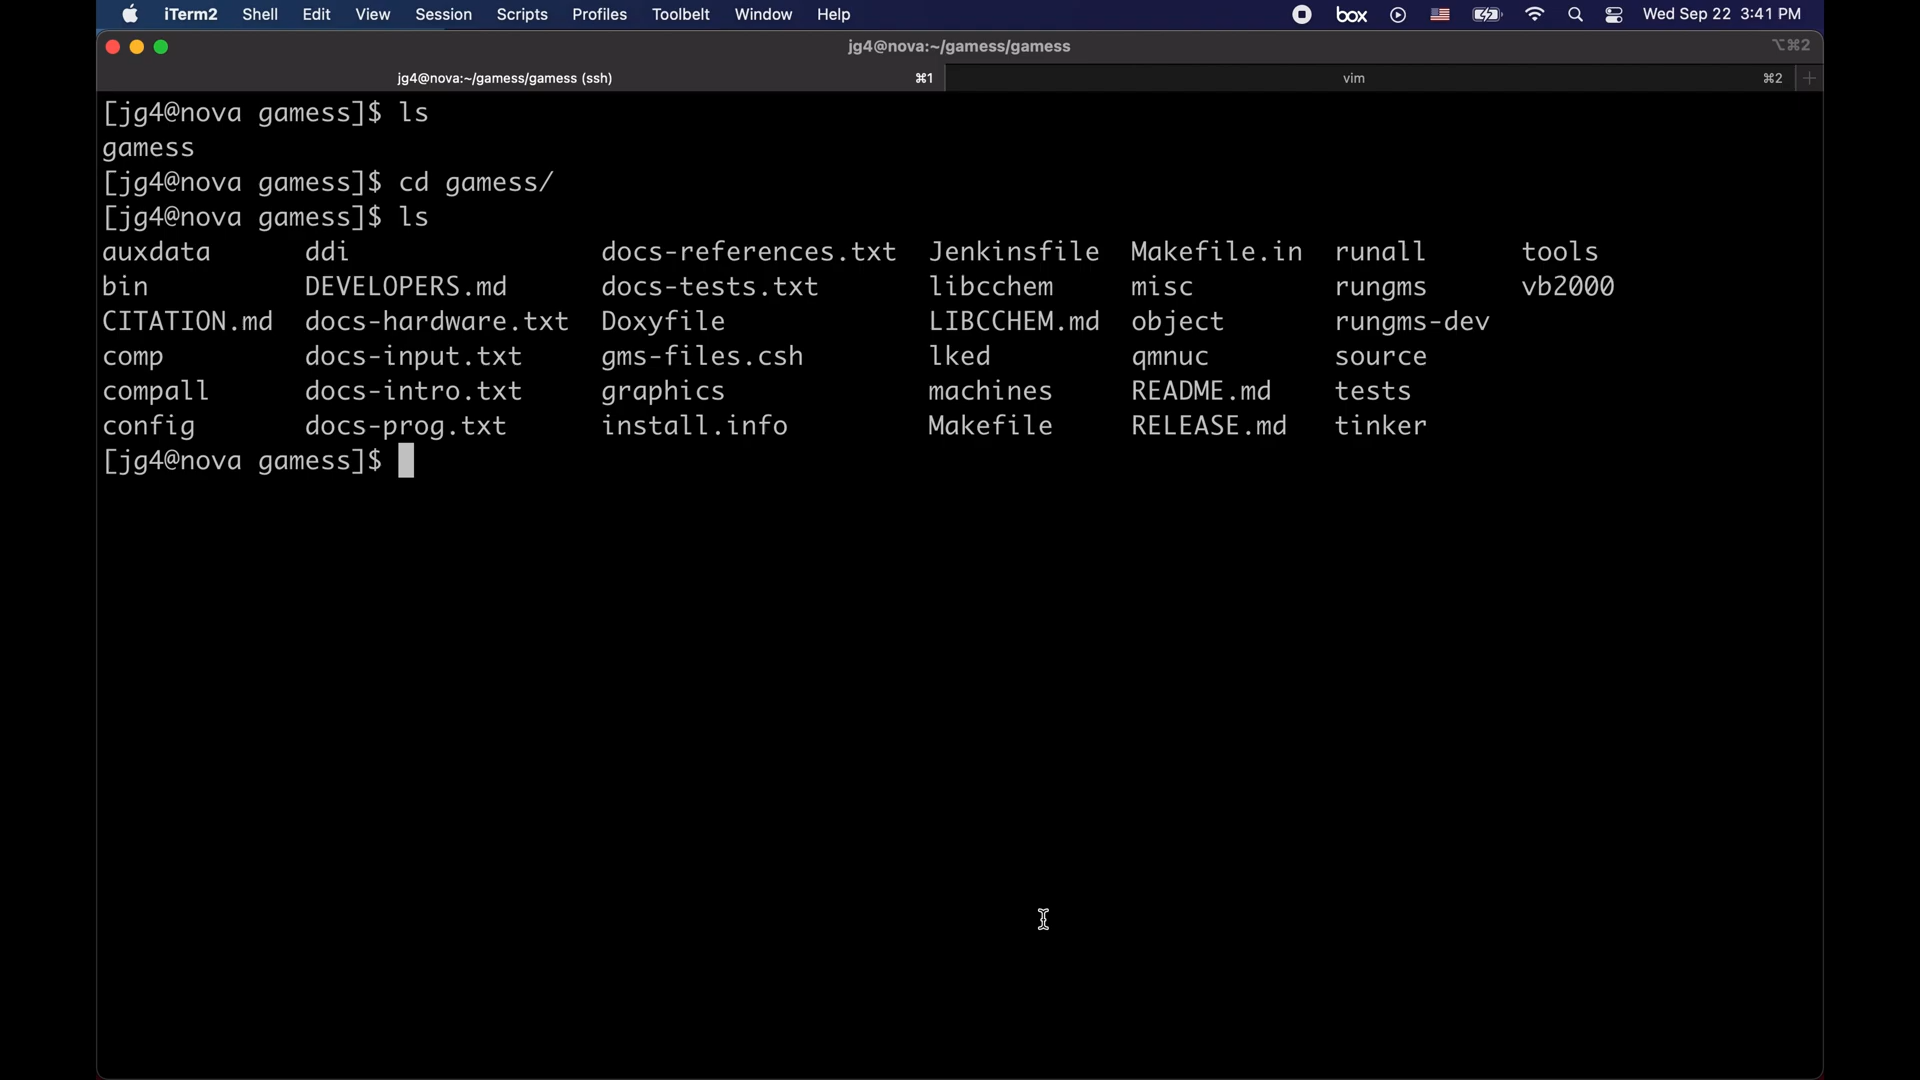 iTerm2 Shell Edit View Session Scripts Profiles Toolbelt Window Help box Wed Sep 22 3:41 PM
jg4@nova:~/gamess/gamess ⌥⌘2
jg4@nova:~/gamess/gamess (ssh) ⌘1 vim ⌘2 +
[jg4@nova gamess]$ ls
gamess
[jg4@nova gamess]$ cd gamess/
[jg4@nova gamess]$ ls
auxdata ddi docs-references.txt Jenkinsfile Makefile.in runall tools
bin DEVELOPERS.md docs-tests.txt libcchem misc rungms vb2000
CITATION.md docs-hardware.txt Doxyfile LIBCCHEM.md object rungms-dev
comp docs-input.txt gms-files.csh lked qmnuc source
compall docs-intro.txt graphics machines README.md tests
config docs-prog.txt install.info Makefile RELEASE.md tinker
[jg4@nova gamess]$